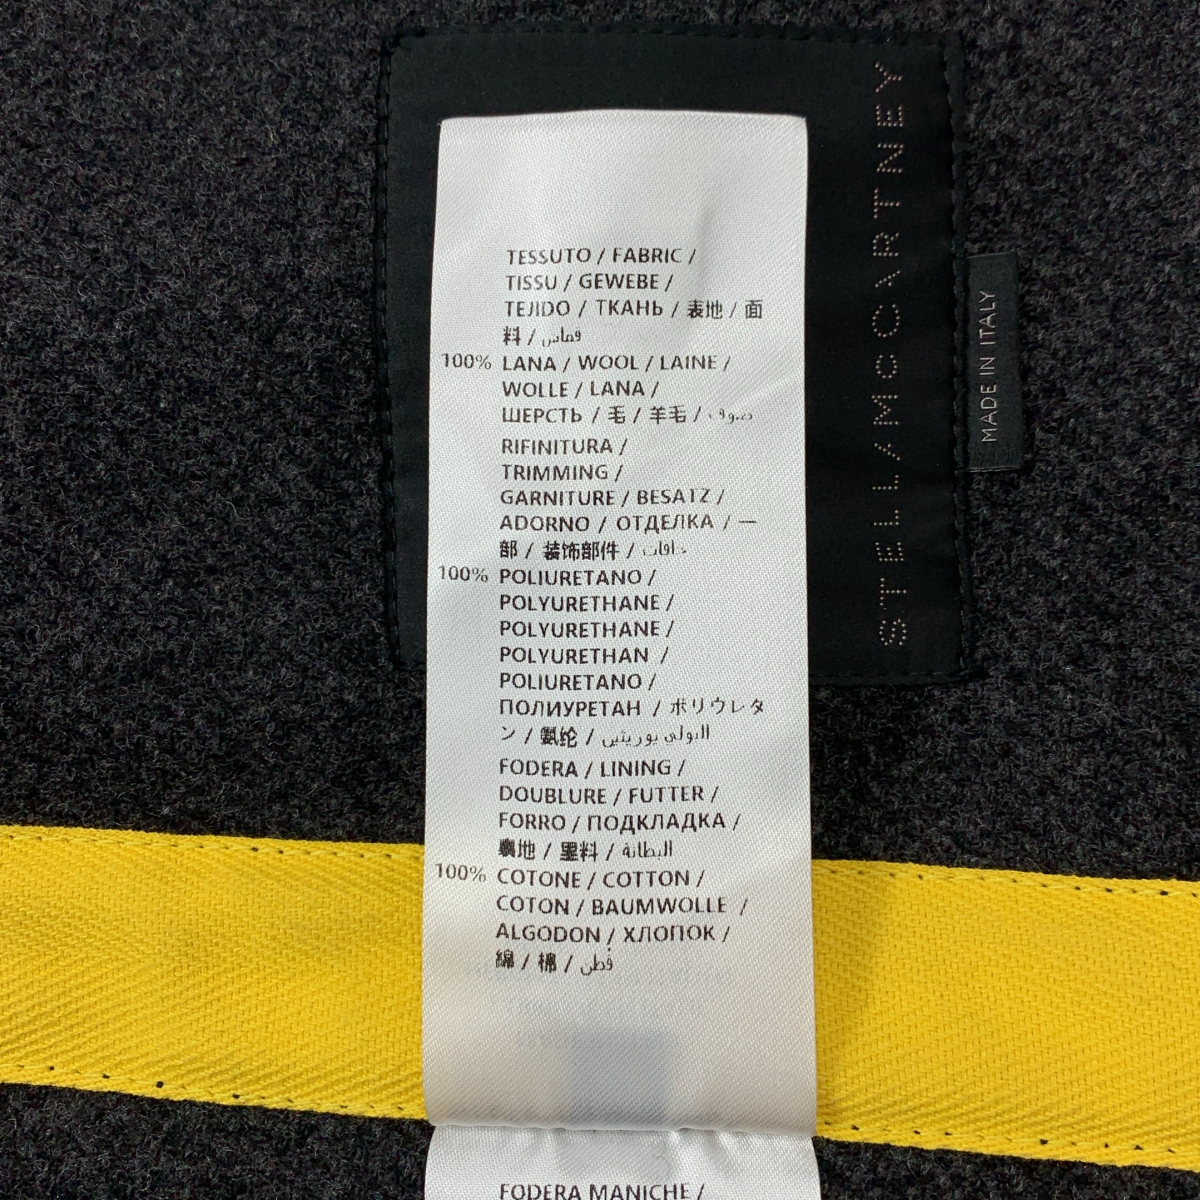 TESSUTO / FABRIC /
TISSU / GEWEBE /
TEJIDO / ТКАНЬ / 表地 / 面
料 / قماش
100% LANA / WOOL / LAINE /
WOLLE / LANA /
ШЕРСТЬ / 毛 / 羊毛 / صوف
RIFINITURA /
TRIMMING /
GARNITURE / BESATZ /
ADORNO / ОТДЕЛКА / 一
部 / 装饰部件 / حافات
100% POLIURETANO /
POLYURETHANE /
POLYURETHANE /
POLYURETHAN /
POLIURETANO /
ПОЛИУРЕТАН / ポリウレタ
ン / 氨纶 / البولي يوريثين
FODERA / LINING /
DOUBLURE / FUTTER /
FORRO / ПОДКЛАДКА /
裏地 / 里料 / البطانة
100% COTONE / COTTON /
COTON / BAUMWOLLE /
ALGODON / ХЛОПОК /
綿 / 棉 / قطن
FODERA MANICHE /
STELLA MCCARTNEY
MADE IN ITALY